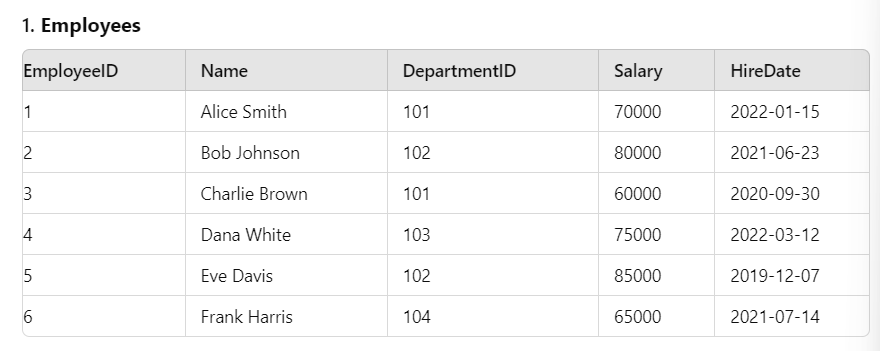 1. Employees
EmployeeID Name DepartmentID Salary HireDate
1 Alice Smith 101 70000 2022-01-15
2 Bob Johnson 102 80000 2021-06-23
3 Charlie Brown 101 60000 2020-09-30
4 Dana White 103 75000 2022-03-12
5 Eve Davis 102 85000 2019-12-07
6 Frank Harris 104 65000 2021-07-14